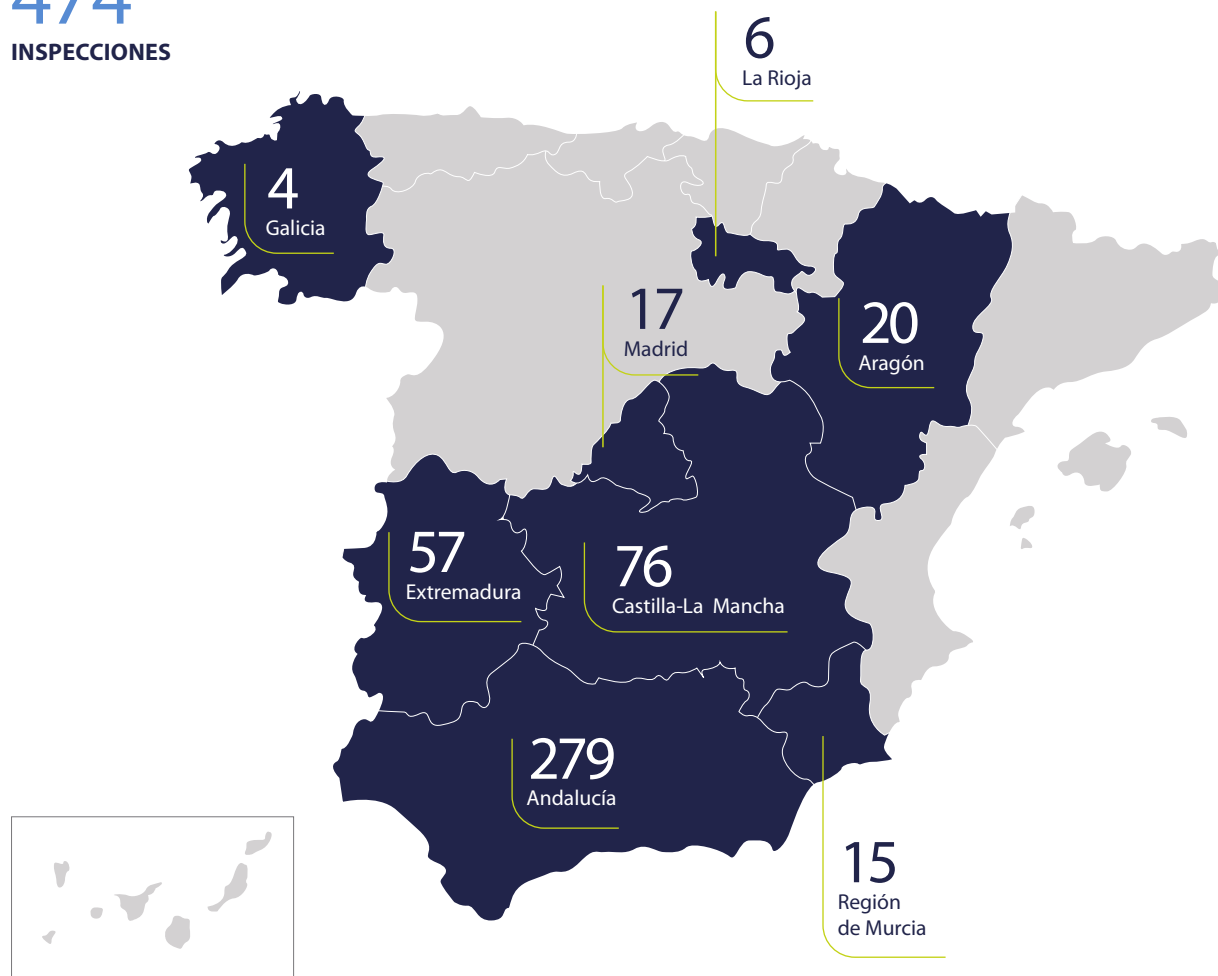 474
INSPECCIONES
6
La Rioja
4
Galicia
17
Madrid
20
Aragón
57
Extremadura
76
Castilla-La Mancha
279
Andalucía
15
Región
de Murcia